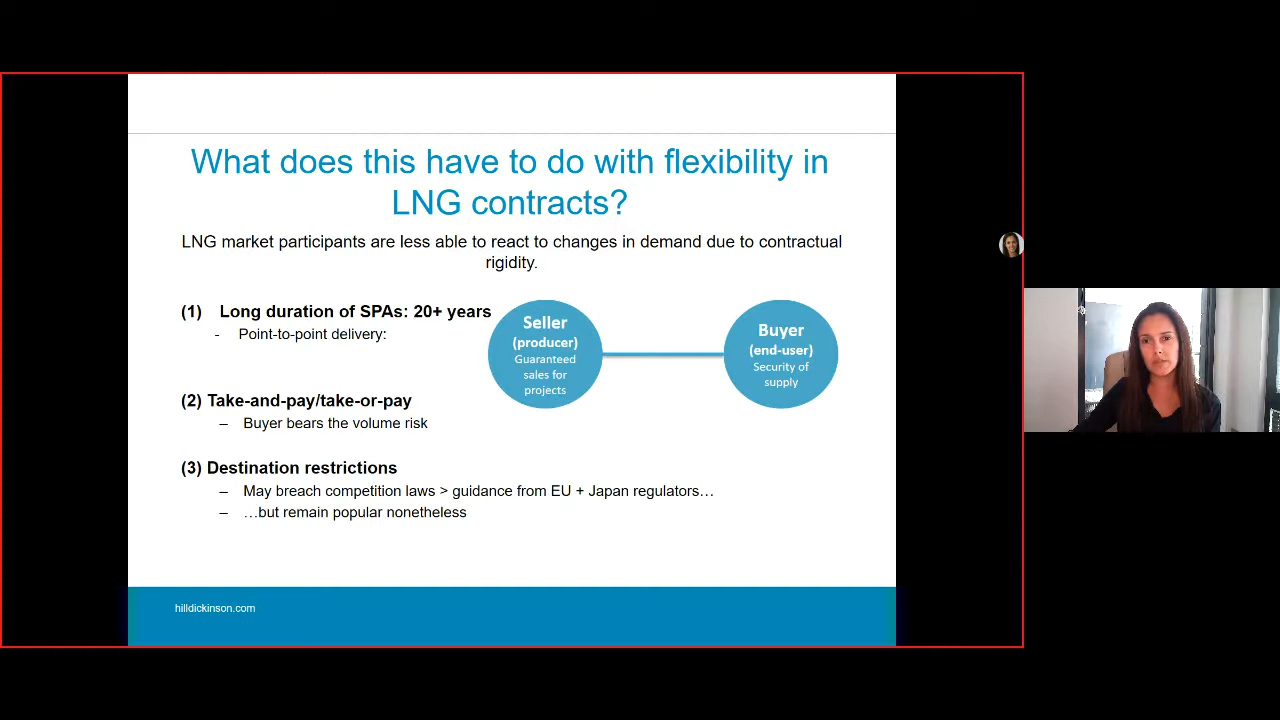 What does this have to do with flexibility in
LNG contracts?
LNG market participants are less able to react to changes in demand due to contractual
rigidity.
(1) Long duration of SPAs: 20+ years
- Point-to-point delivery:
Seller
(producer)
Guaranteed
sales for
projects
Buyer
(end-user)
Security of
supply
(2) Take-and-pay/take-or-pay
– Buyer bears the volume risk
(3) Destination restrictions
– May breach competition laws > guidance from EU + Japan regulators…
– …but remain popular nonetheless
hilldickinson.com